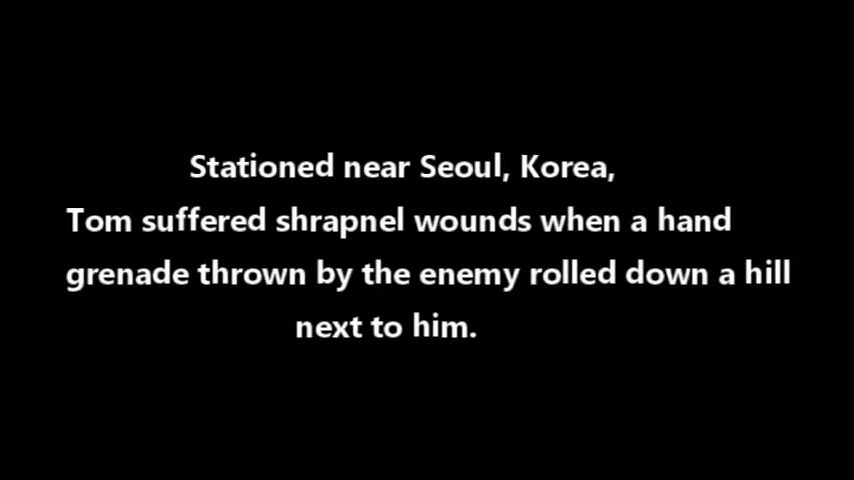 Stationed near Seoul, Korea,
Tom suffered shrapnel wounds when a hand
grenade thrown by the enemy rolled down a hill
next to him.